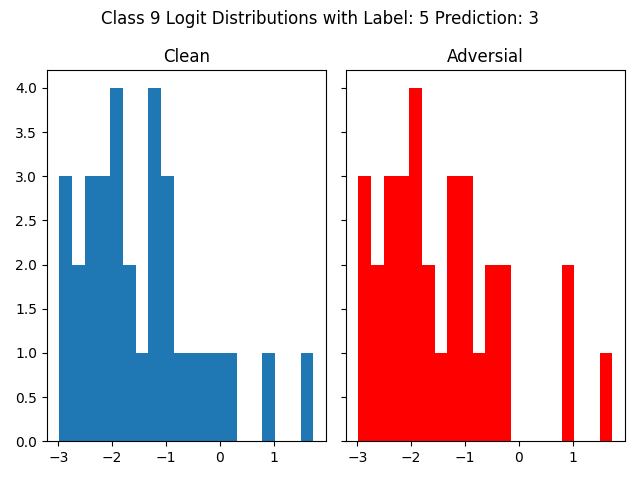 Class 9 Logit Distributions with Label: 5 Prediction: 3
Clean
Adversial
4.0
3.5
3.0
2.5
2.0
1.5
1.0
0.5
0.0
−3 −2 −1 0 1
−3 −2 −1 0 1